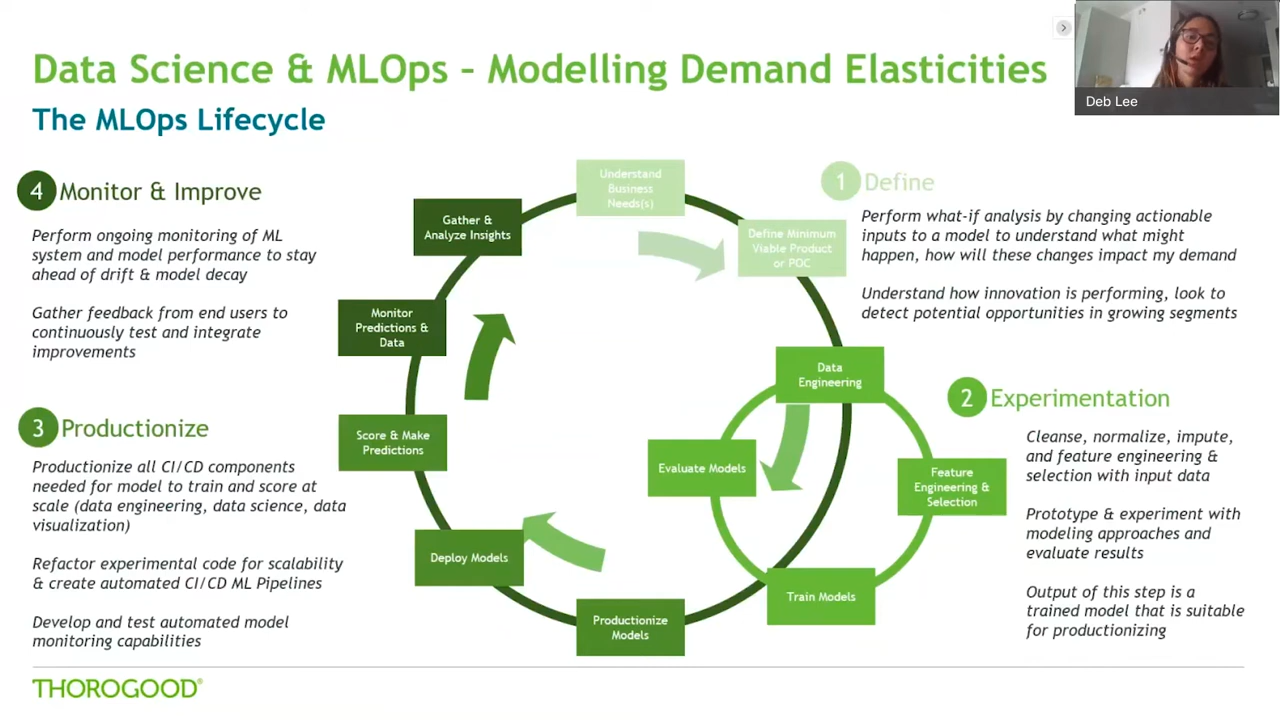 Data Science & MLOps - Modelling Demand Elasticities
The MLOps Lifecycle
Deb Lee
4 Monitor & Improve
Perform ongoing monitoring of ML
system and model performance to stay
ahead of drift & model decay
Gather feedback from end users to
continuously test and integrate
improvements
3 Productionize
Productionize all CI/CD components
needed for model to train and score at
scale (data engineering, data science, data
visualization)
Refactor experimental code for scalability
& create automated CI/CD ML Pipelines
Develop and test automated model
monitoring capabilities
Understand
Business
Needs(s)
Define Minimum
Viable Product
or POC
Data
Engineering
Feature
Engineering &
Selection
Train Models
Evaluate Models
Productionize
Models
Deploy Models
Score & Make
Predictions
Monitor
Predictions &
Data
Gather &
Analyze Insights
1 Define
Perform what-if analysis by changing actionable
inputs to a model to understand what might
happen, how will these changes impact my demand
Understand how innovation is performing, look to
detect potential opportunities in growing segments
2 Experimentation
Cleanse, normalize, impute,
and feature engineering &
selection with input data
Prototype & experiment with
modeling approaches and
evaluate results
Output of this step is a
trained model that is suitable
for productionizing
THOROGOOD®